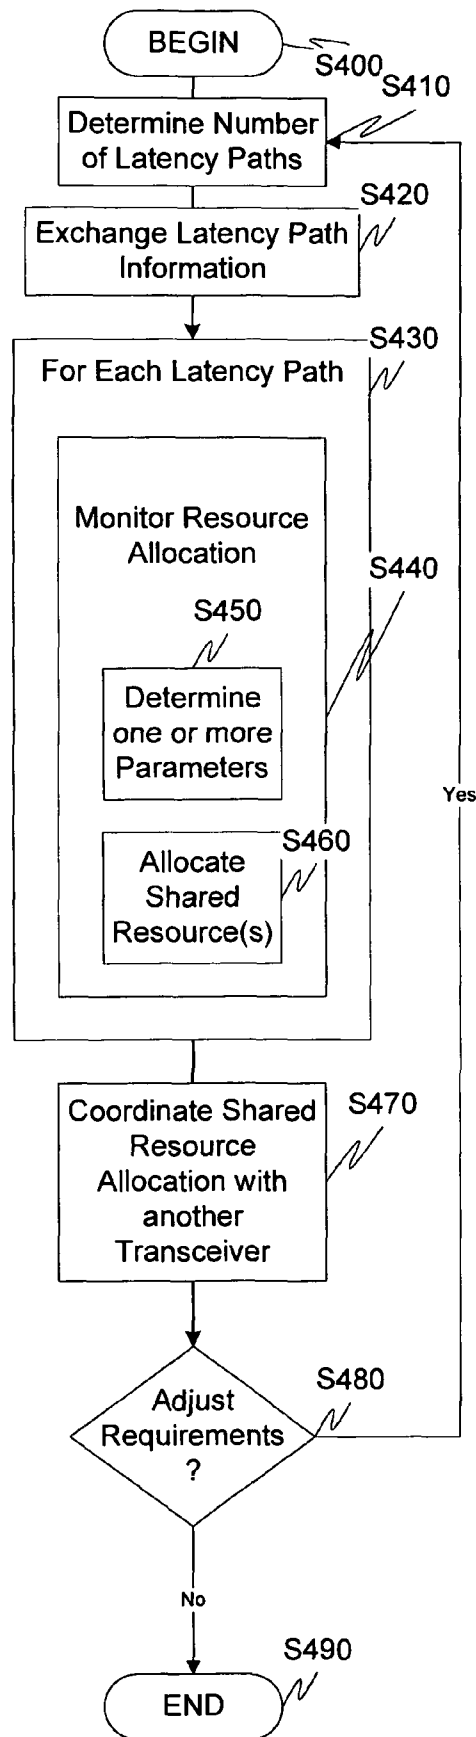 BEGIN
S400
S410
Determine Number
of Latency Paths
S420
Exchange Latency Path
Information
S430
For Each Latency Path
Monitor Resource
Allocation
S440
S450
Determine
one or more
Parameters
Yes
S460
Allocate
Shared
Resource(s)
Coordinate Shared
Resource
Allocation with
another
Transceiver
S470
S480
Adjust
Requirements
?
No
S490
END